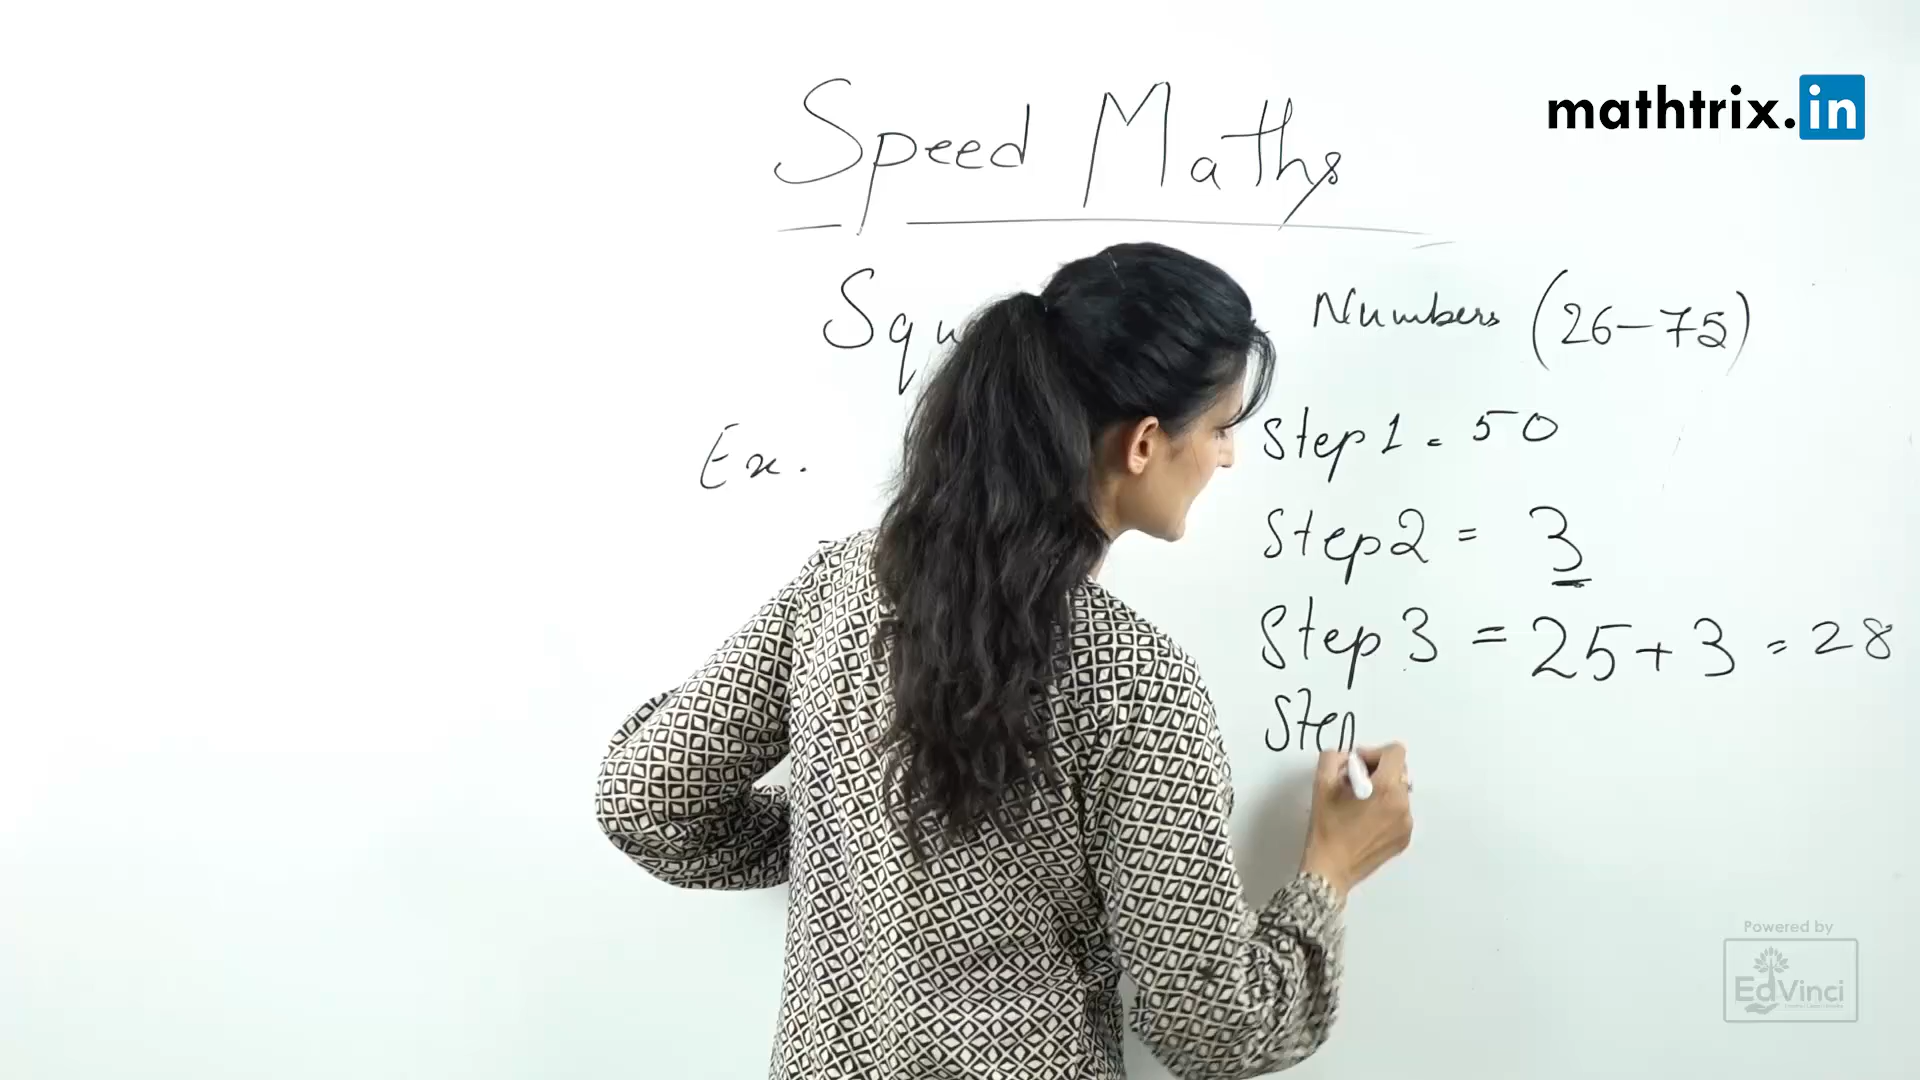 mathtrix.in
Speed Maths
Squ Numbers (26-75)
Ex.
Step 1 = 50
Step 2 = 3
Step 3 = 25 + 3 = 28
Step
Powered by
EdVinci